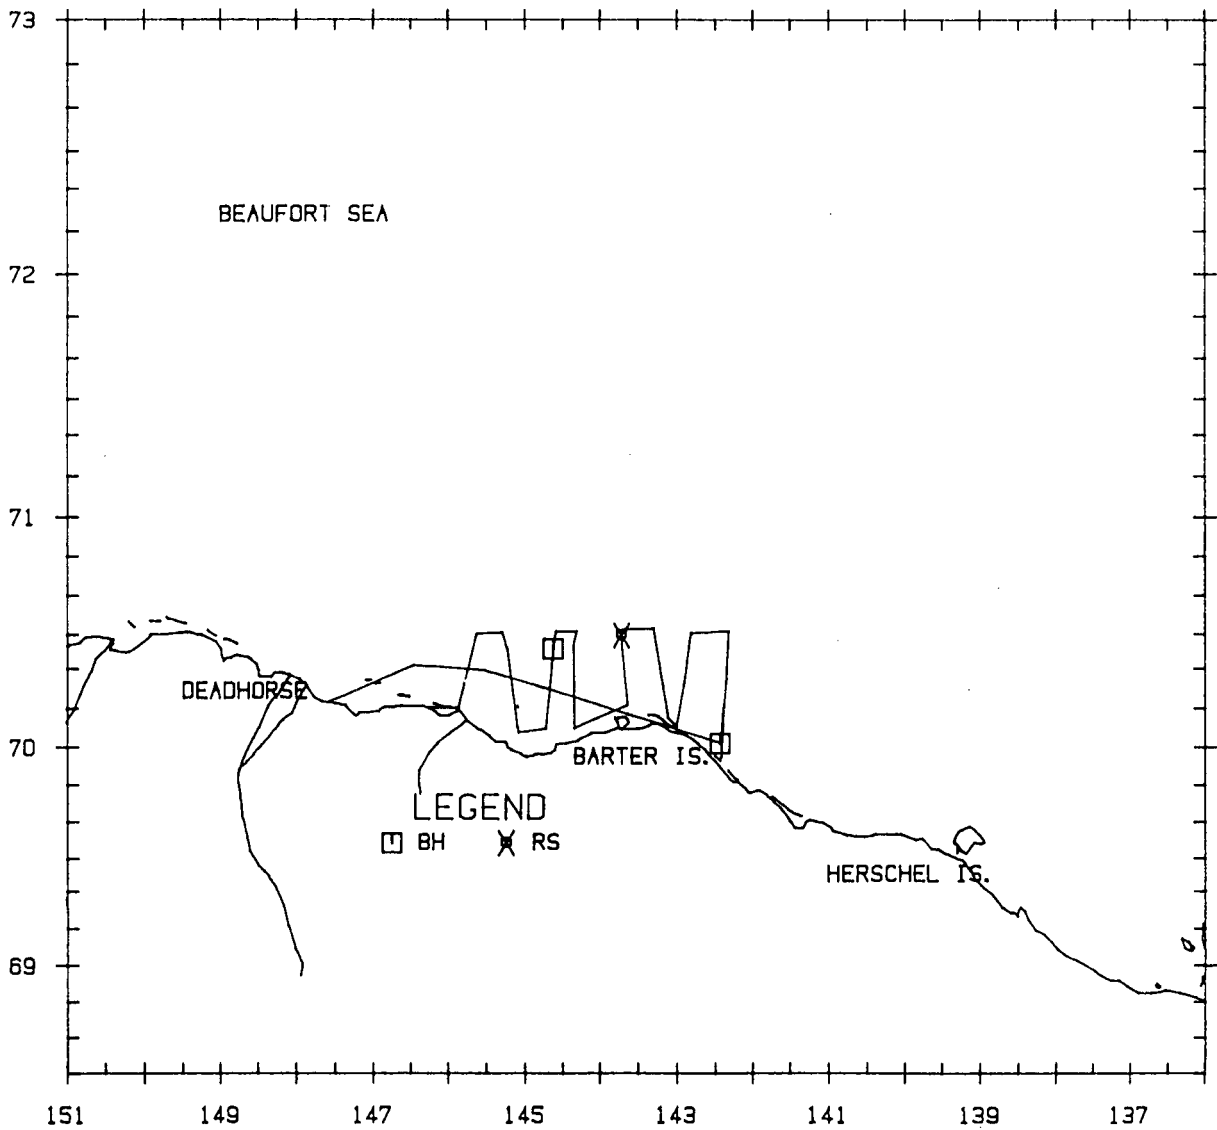 73
BEAUFORT SEA
72
71
DEADHORSE
70
BARTER IS.
LEGEND
BH RS
HERSCHEL IS.
69
151 149 147 145 143 141 139 137